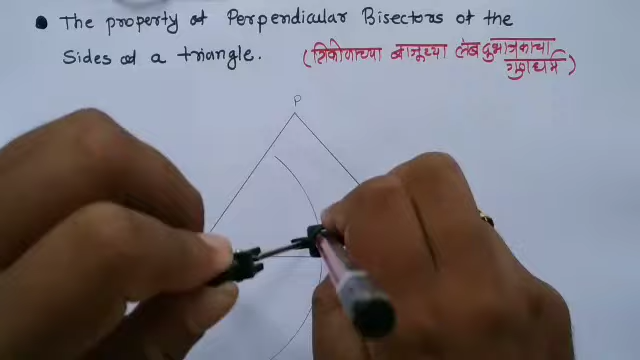 The property of Perpendicular Bisectors of the
Sides of a triangle. (त्रिकोणाच्या बाजूच्या लंबदुभाजकाचा
गुणधर्म)
P